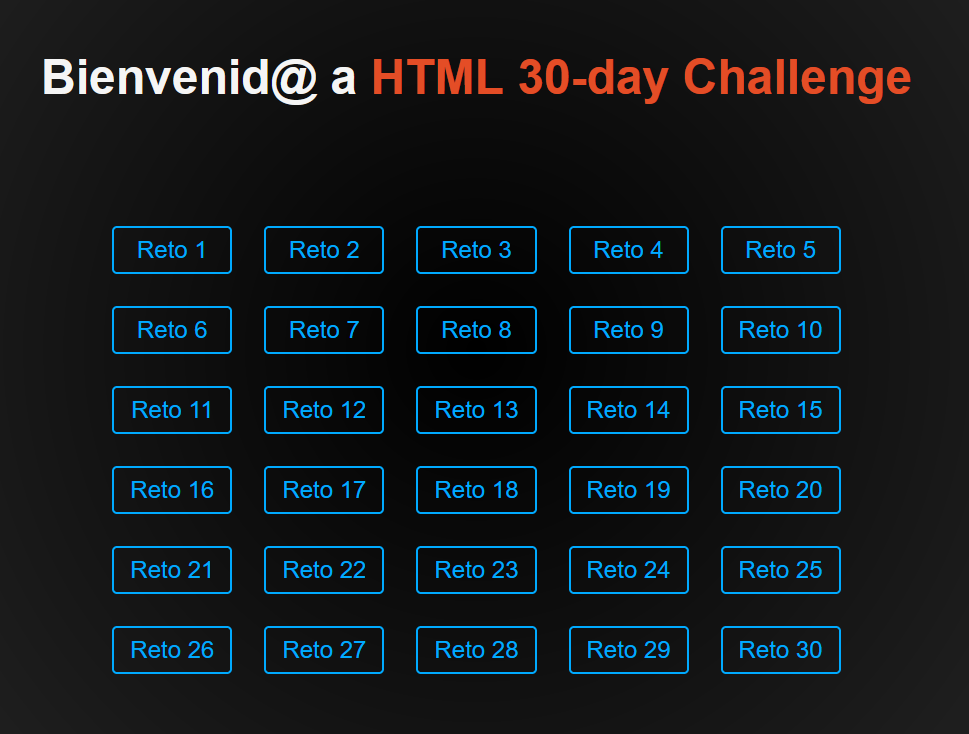 Bienvenid@ a HTML 30-day Challenge
Reto 1 Reto 2 Reto 3 Reto 4 Reto 5
Reto 6 Reto 7 Reto 8 Reto 9 Reto 10
Reto 11 Reto 12 Reto 13 Reto 14 Reto 15
Reto 16 Reto 17 Reto 18 Reto 19 Reto 20
Reto 21 Reto 22 Reto 23 Reto 24 Reto 25
Reto 26 Reto 27 Reto 28 Reto 29 Reto 30